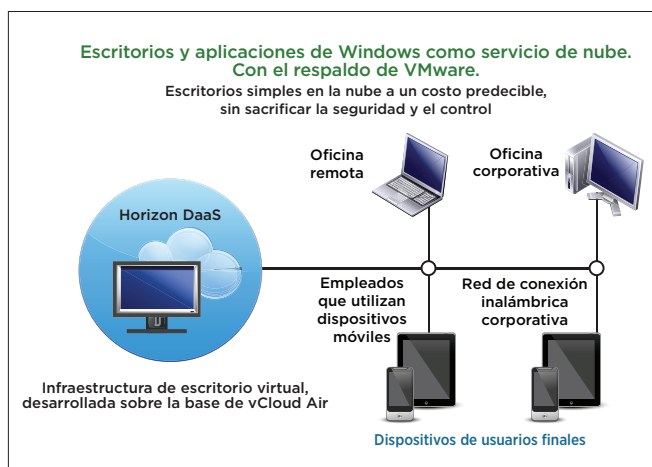 Escritorios y aplicaciones de Windows como servicio de nube.
Con el respaldo de VMware.
Escritorios simples en la nube a un costo predecible,
sin sacrificar la seguridad y el control
Oficina
remota
Oficina
corporativa
Horizon DaaS
Empleados
que utilizan
dispositivos
móviles
Red de conexión
inalámbrica
corporativa
Infraestructura de escritorio virtual,
desarrollada sobre la base de vCloud Air
Dispositivos de usuarios finales